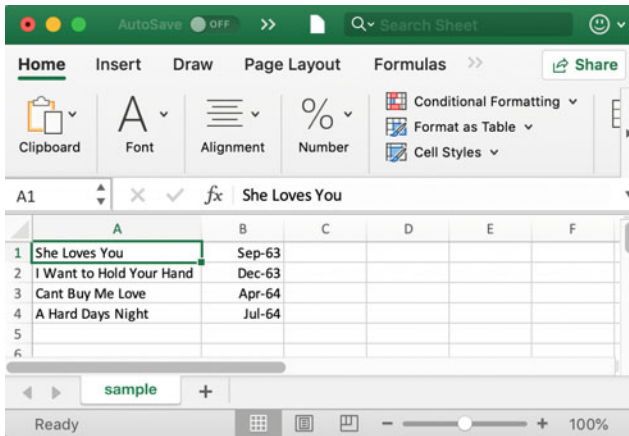 AutoSave OFF >> Search Sheet
Home Insert Draw Page Layout Formulas >> Share
Clipboard
Font
Alignment
%
Number
Conditional Formatting
Format as Table
Cell Styles
A1 fx She Loves You
A B C D E F
1 She Loves You Sep-63
2 I Want to Hold Your Hand Dec-63
3 Cant Buy Me Love Apr-64
4 A Hard Days Night Jul-64
5
6
sample +
Ready - + 100%